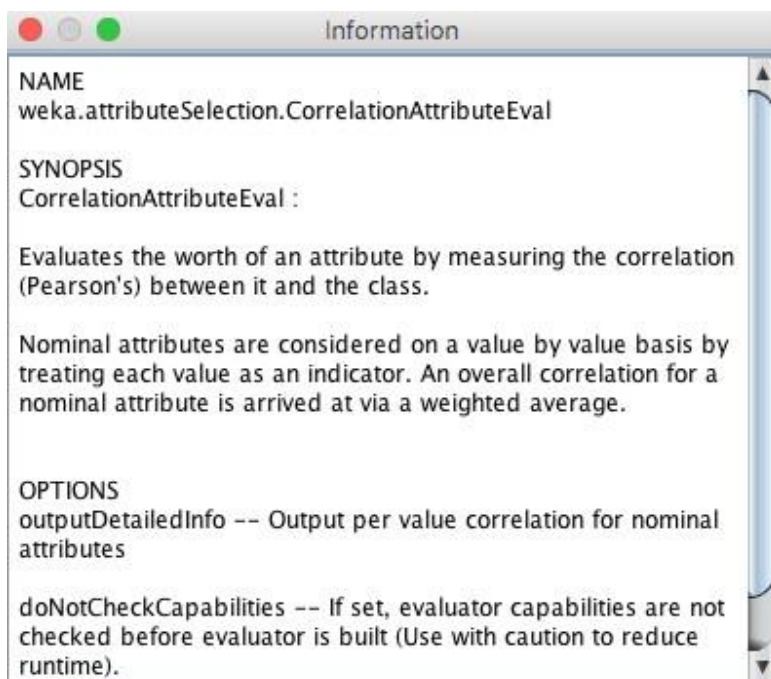 Information
NAME
weka.attributeSelection.CorrelationAttributeEval
SYNOPSIS
CorrelationAttributeEval :
Evaluates the worth of an attribute by measuring the correlation
(Pearson's) between it and the class.
Nominal attributes are considered on a value by value basis by
treating each value as an indicator. An overall correlation for a
nominal attribute is arrived at via a weighted average.
OPTIONS
outputDetailedInfo -- Output per value correlation for nominal
attributes
doNotCheckCapabilities -- If set, evaluator capabilities are not
checked before evaluator is built (Use with caution to reduce
runtime).